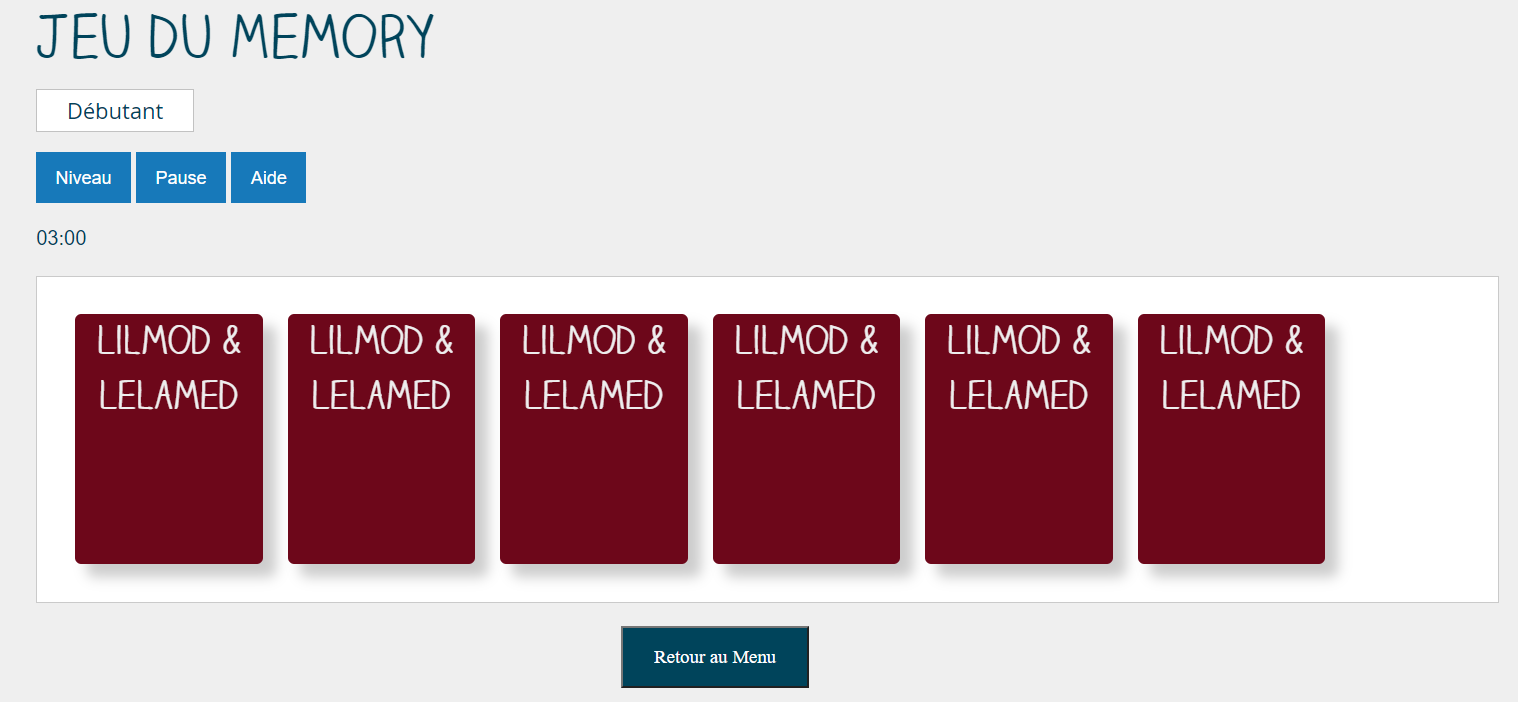 JEU DU MEMORY
Débutant
Niveau Pause Aide
03:00
LILMOD & LILMOD & LILMOD & LILMOD & LILMOD & LILMOD &
LELAMED LELAMED LELAMED LELAMED LELAMED LELAMED
Retour au Menu